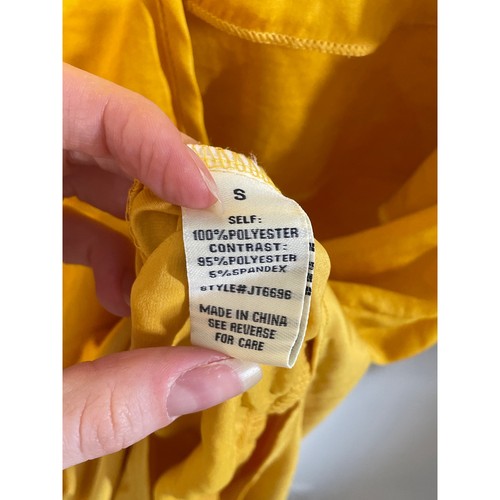 S
SELF:
100%POLYESTER
CONTRAST:
95%POLYESTER
5%SPANDEX
STYLE#JT6696
MADE IN CHINA
SEE REVERSE
FOR CARE